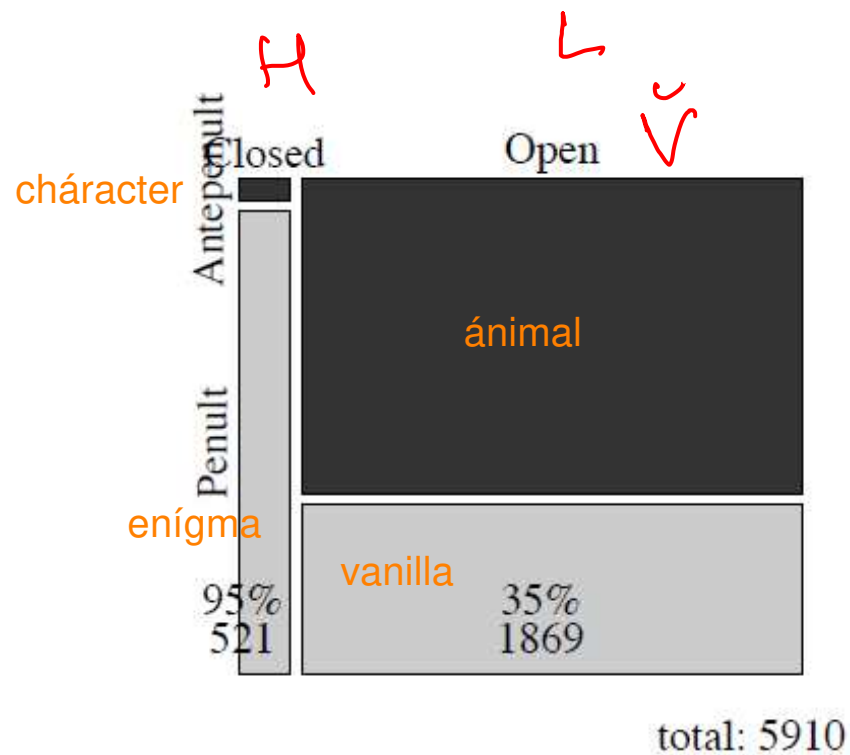 H L
V̆
Closed Open
Antepenult
cháracter
ánimal
Penult
enígma
vanilla
95% 35%
521 1869
total: 5910